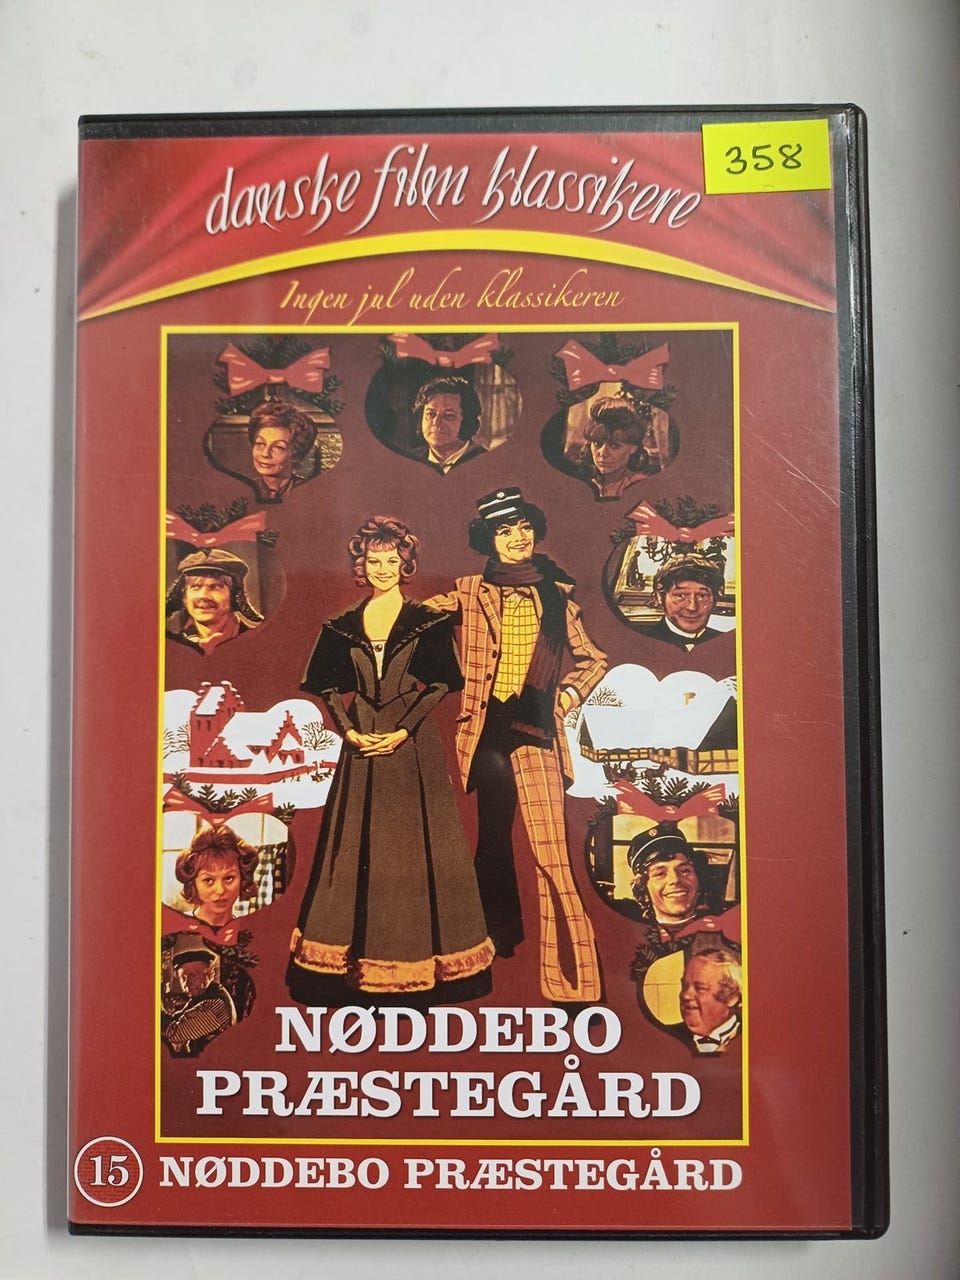 358
danske film klassikere
Ingen jul uden klassikeren
NØDDEBO
PRÆSTEGÅRD
15 NØDDEBO PRÆSTEGÅRD